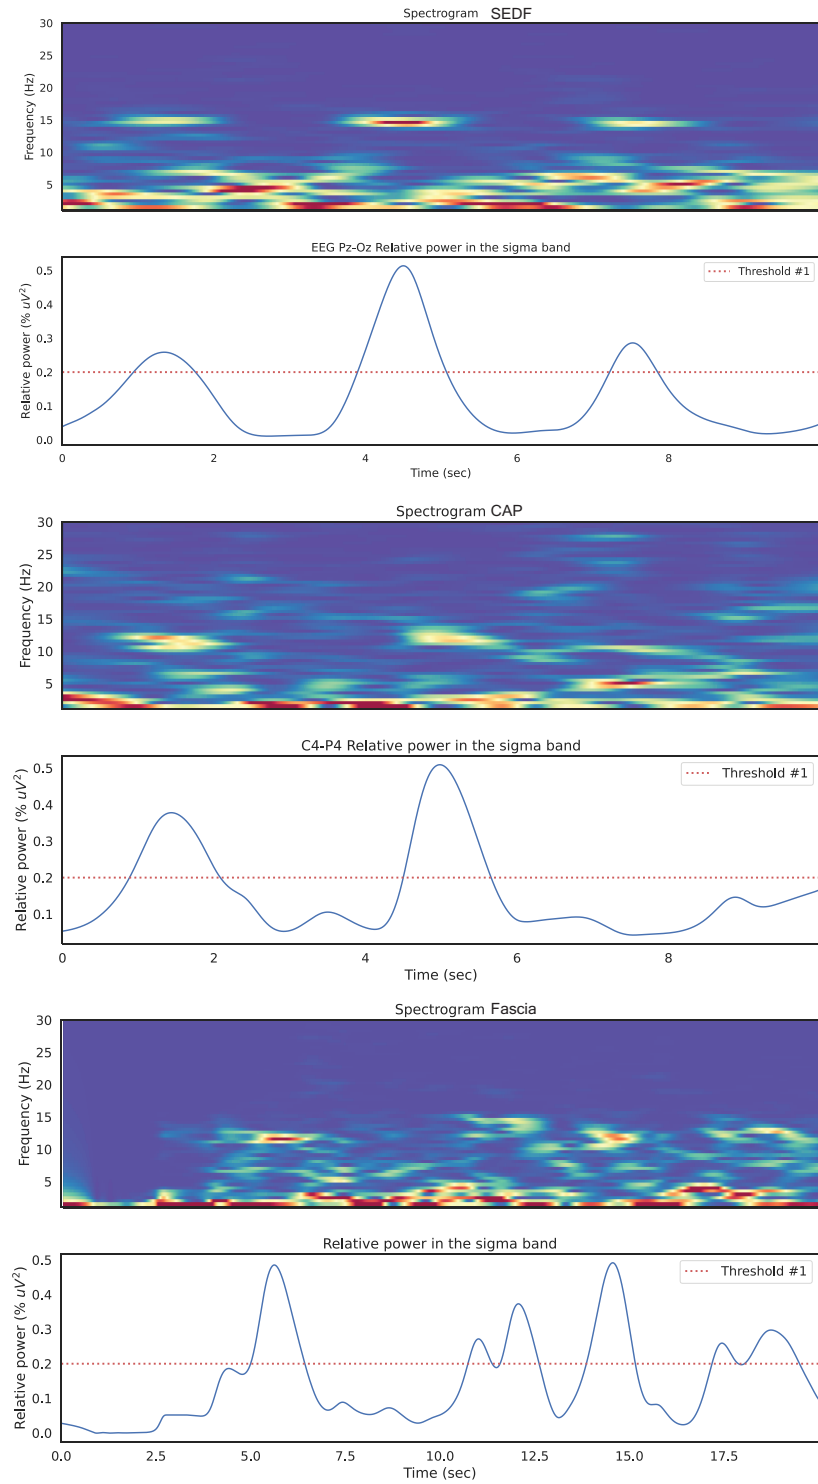 Spectrogram SEDF
30
25
20
15
10
5
Frequency (Hz)
EEG Pz-Oz Relative power in the sigma band
Threshold #1
0.5
0.4
0.3
0.2
0.1
0.0
Relative power (% uV²)
0 2 4 6 8
Time (sec)
Spectrogram CAP
30
25
20
15
10
5
Frequency (Hz)
C4-P4 Relative power in the sigma band
Threshold #1
0.5
0.4
0.3
0.2
0.1
Relative power (% uV²)
0 2 4 6 8
Time (sec)
Spectrogram Fascia
30
25
20
15
10
5
Frequency (Hz)
Relative power in the sigma band
Threshold #1
0.5
0.4
0.3
0.2
0.1
0.0
Relative power (% uV²)
0.0 2.5 5.0 7.5 10.0 12.5 15.0 17.5
Time (sec)